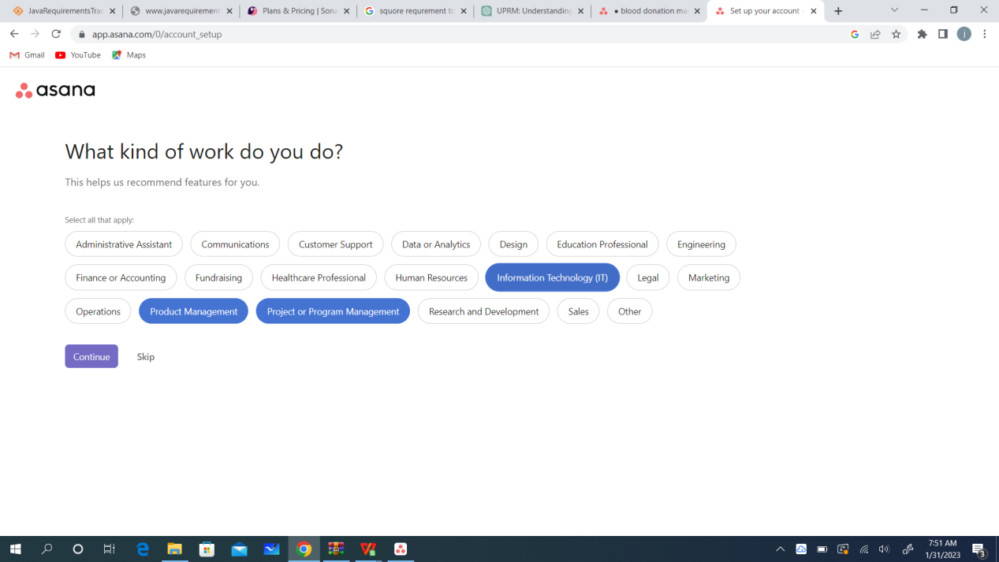 JavaRequirementsTrac
www.javarequirement
Plans & Pricing | Sona
squore requrement to
UPRM: Understanding
• blood donation ma
Set up your account -
app.asana.com/0/account_setup
j
Gmail YouTube Maps
asana
What kind of work do you do?
This helps us recommend features for you.
Select all that apply:
Administrative Assistant Communications Customer Support Data or Analytics Design Education Professional Engineering
Finance or Accounting Fundraising Healthcare Professional Human Resources Information Technology (IT) Legal Marketing
Operations Product Management Project or Program Management Research and Development Sales Other
Continue Skip
7:51 AM
1/31/2023
3